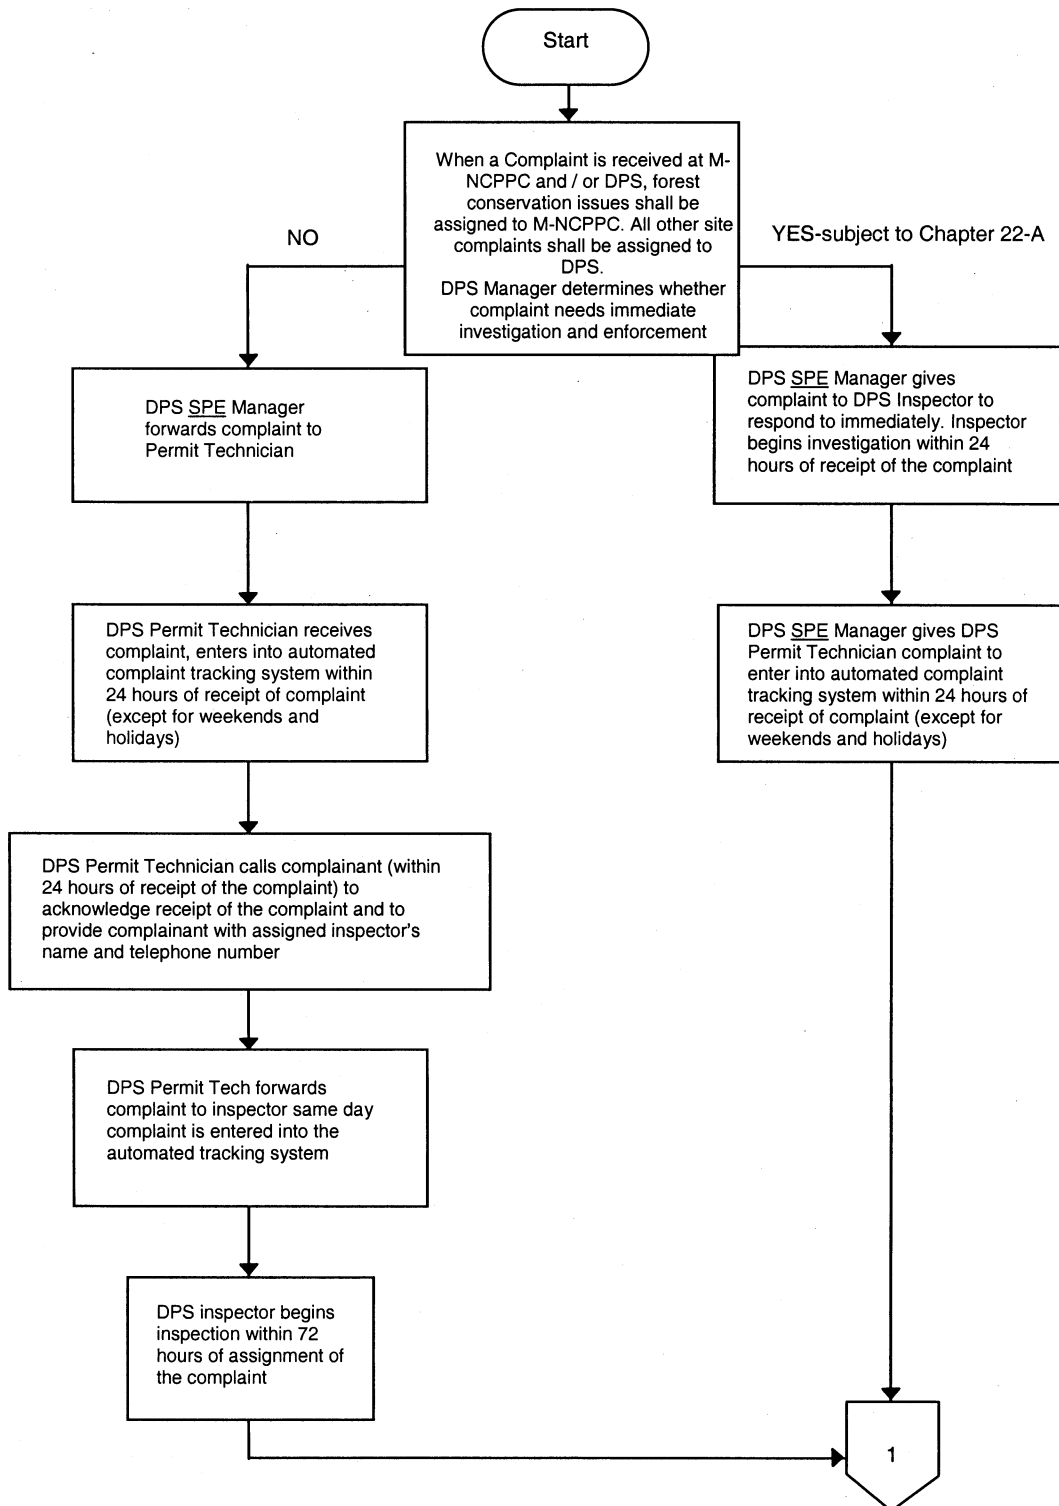 Start
When a Complaint is received at M-
NCPPC and / or DPS, forest
conservation issues shall be
assigned to M-NCPPC. All other site
complaints shall be assigned to
DPS.
DPS Manager determines whether
complaint needs immediate
investigation and enforcement
NO
YES-subject to Chapter 22-A
DPS SPE Manager
forwards complaint to
Permit Technician
DPS SPE Manager gives
complaint to DPS Inspector to
respond to immediately. Inspector
begins investigation within 24
hours of receipt of the complaint
DPS Permit Technician receives
complaint, enters into automated
complaint tracking system within
24 hours of receipt of complaint
(except for weekends and
holidays)
DPS SPE Manager gives DPS
Permit Technician complaint to
enter into automated complaint
tracking system within 24 hours of
receipt of complaint (except for
weekends and holidays)
DPS Permit Technician calls complainant (within
24 hours of receipt of the complaint) to
acknowledge receipt of the complaint and to
provide complainant with assigned inspector's
name and telephone number
DPS Permit Tech forwards
complaint to inspector same day
complaint is entered into the
automated tracking system
DPS inspector begins
inspection within 72
hours of assignment of
the complaint
1